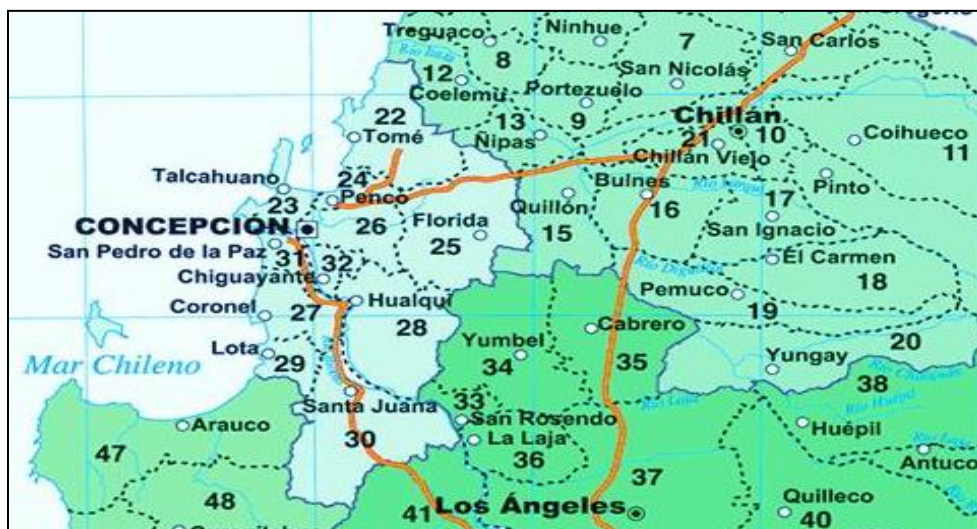 Treguaco
Ninhue
7
San Carlos
8
San Nicolás
12
Coelemu
Portezuelo
Chillán
22
13
9
10
Tomé
Ñipas
21
Coihueco
11
Chillán Viejo
Talcahuano
24
Penco
Bulnes
Pinto
23
CONCEPCIÓN
26
Florida
Quillón
16
17
San Pedro de la Paz
31
25
15
San Ignacio
32
Chiguayante
El Carmen
18
Coronel
27
Hualqui
28
Pemuco
19
Cabrero
20
Lota
29
Yumbel
34
35
Yungay
38
Mar Chileno
Santa Juana
33
San Rosendo
Arauco
La Laja
Huépil
47
30
36
37
Antuco
48
41
Los Ángeles
Quilleco
40